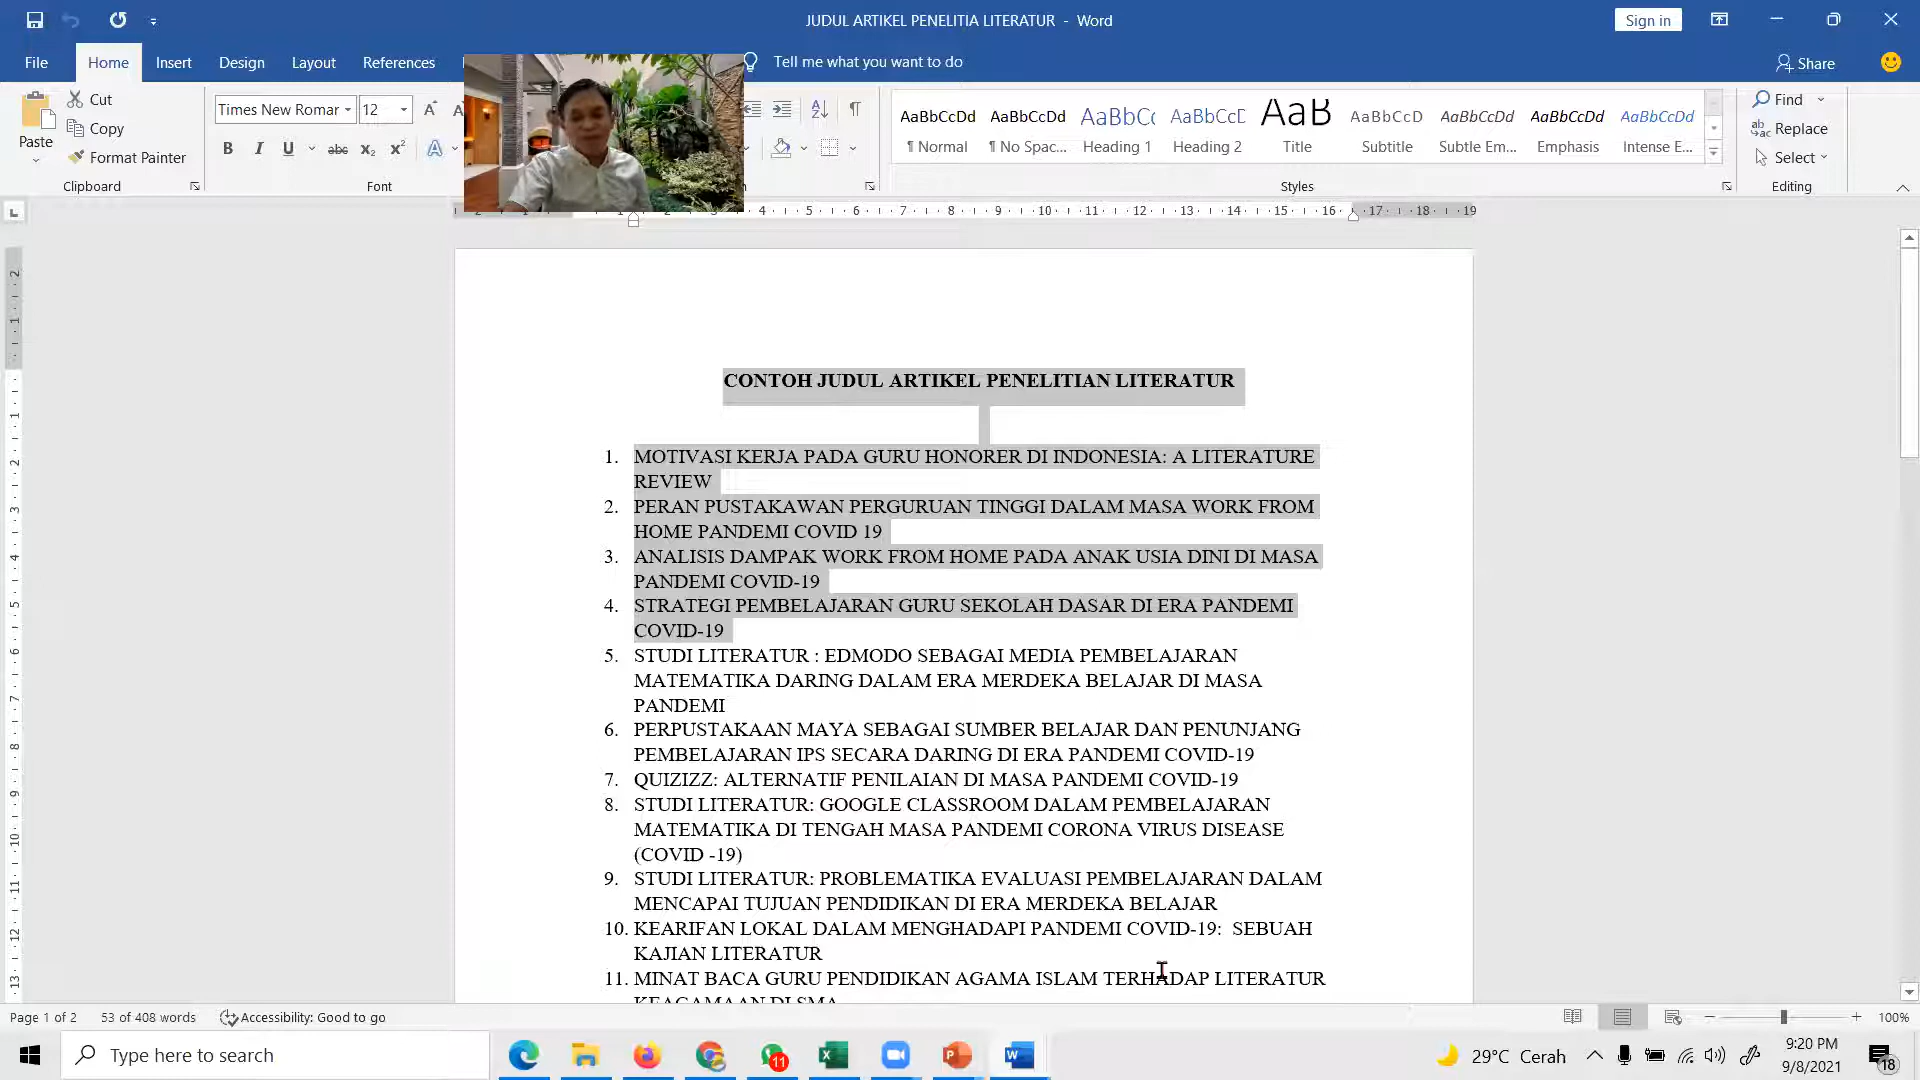 JUDUL ARTIKEL PENELITIA LITERATUR - Word
Sign in
File Home Insert Design Layout References
Tell me what you want to do
Share
Cut
Copy
Format Painter
Paste
Clipboard
Times New Roman 12
B I U abc x₂ x²
Font
AaBbCcDd AaBbCcDd AaBbCc AaBbCcD AaB AaBbCcD AaBbCcDd AaBbCcDd AaBbCcDd
¶ Normal ¶ No Spac... Heading 1 Heading 2 Title Subtitle Subtle Em... Emphasis Intense E...
Styles
Find
Replace
Select
Editing
CONTOH JUDUL ARTIKEL PENELITIAN LITERATUR
1. MOTIVASI KERJA PADA GURU HONORER DI INDONESIA: A LITERATURE
REVIEW
2. PERAN PUSTAKAWAN PERGURUAN TINGGI DALAM MASA WORK FROM
HOME PANDEMI COVID 19
3. ANALISIS DAMPAK WORK FROM HOME PADA ANAK USIA DINI DI MASA
PANDEMI COVID-19
4. STRATEGI PEMBELAJARAN GURU SEKOLAH DASAR DI ERA PANDEMI
COVID-19
5. STUDI LITERATUR : EDMODO SEBAGAI MEDIA PEMBELAJARAN
MATEMATIKA DARING DALAM ERA MERDEKA BELAJAR DI MASA
PANDEMI
6. PERPUSTAKAAN MAYA SEBAGAI SUMBER BELAJAR DAN PENUNJANG
PEMBELAJARAN IPS SECARA DARING DI ERA PANDEMI COVID-19
7. QUIZIZZ: ALTERNATIF PENILAIAN DI MASA PANDEMI COVID-19
8. STUDI LITERATUR: GOOGLE CLASSROOM DALAM PEMBELAJARAN
MATEMATIKA DI TENGAH MASA PANDEMI CORONA VIRUS DISEASE
(COVID -19)
9. STUDI LITERATUR: PROBLEMATIKA EVALUASI PEMBELAJARAN DALAM
MENCAPAI TUJUAN PENDIDIKAN DI ERA MERDEKA BELAJAR
10. KEARIFAN LOKAL DALAM MENGHADAPI PANDEMI COVID-19: SEBUAH
KAJIAN LITERATUR
11. MINAT BACA GURU PENDIDIKAN AGAMA ISLAM TERHADAP LITERATUR
KEAGAMAAN DI SMA
Page 1 of 2 53 of 408 words Accessibility: Good to go
100%
Type here to search
11
29°C Cerah
9:20 PM
9/8/2021
18